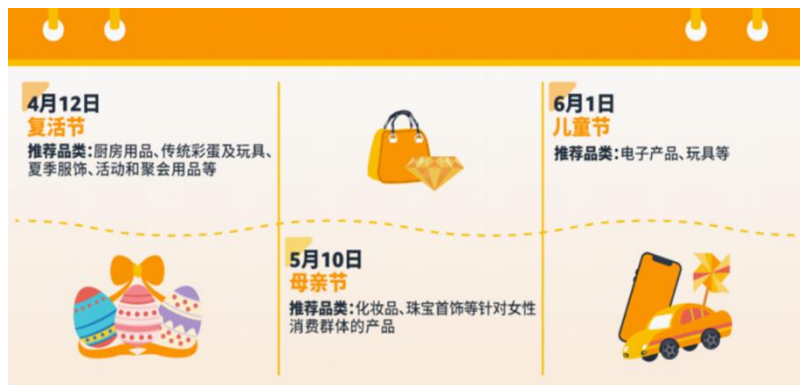 4月12日
复活节
推荐品类：厨房用品、传统彩蛋及玩具、
夏季服饰、活动和聚会用品等
5月10日
母亲节
推荐品类：化妆品、珠宝首饰等针对女性
消费群体的产品
6月1日
儿童节
推荐品类：电子产品、玩具等